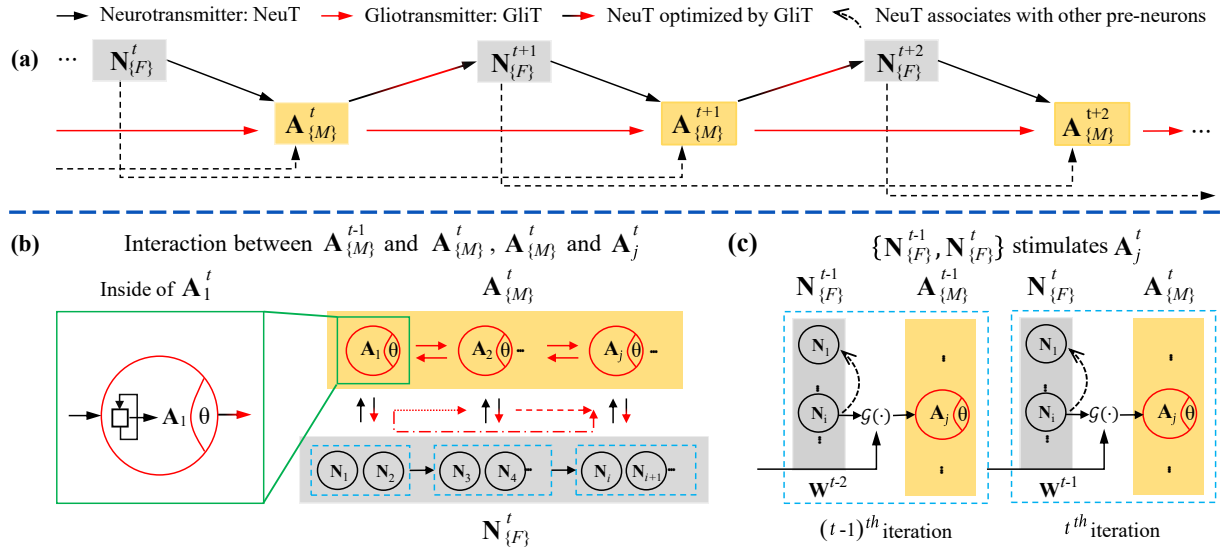 Neurotransmitter: NeuT Gliotransmitter: GliT NeuT optimized by GliT NeuT associates with other pre-neurons
(a) ... N^t_{F} N^{t+1}_{F} N^{t+2}_{F}
A^t_{M} A^{t+1}_{M} A^{t+2}_{M} ...
(b) Interaction between A^{t-1}_{M} and A^t_{M}, A^t_{M} and A^t_j
Inside of A^t_1
A^t_{M}
A_1 θ A_2 θ A_j θ
A_1 θ
N_1 N_2 N_3 N_4 N_i N_{i+1}
N^t_{F}
(c) {N^{t-1}_{F}, N^t_{F}} stimulates A^t_j
N^{t-1}_{F} A^{t-1}_{M} N^t_{F} A^t_{M}
N_1 N_1
N_i G(·) A_j θ N_i G(·) A_j θ
W^{t-2} W^{t-1}
(t-1)^{th} iteration t^{th} iteration